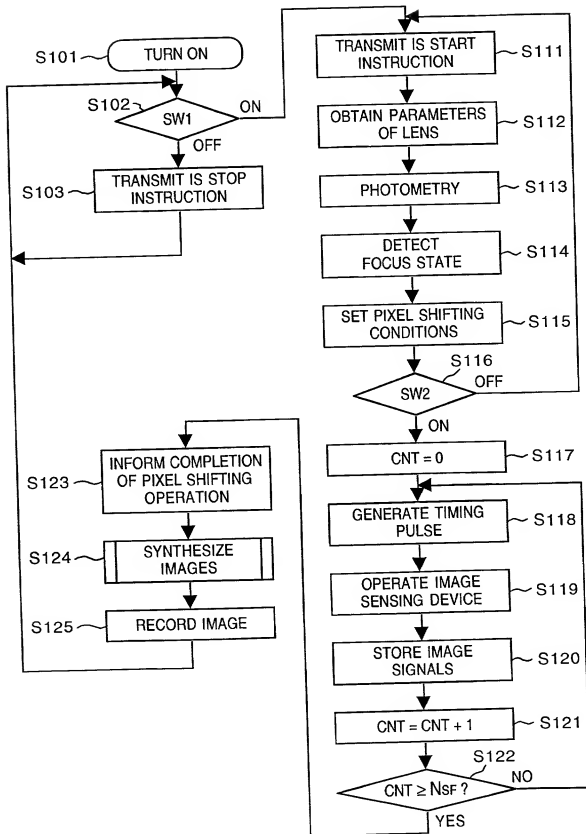 S101
TURN ON
S102
SW1
ON
OFF
S103
TRANSMIT IS STOP
INSTRUCTION
TRANSMIT IS START
INSTRUCTION
S111
OBTAIN PARAMETERS
OF LENS
S112
PHOTOMETRY
S113
DETECT
FOCUS STATE
S114
SET PIXEL SHIFTING
CONDITIONS
S115
S116
SW2
OFF
ON
CNT = 0
S117
GENERATE TIMING
PULSE
S118
OPERATE IMAGE
SENSING DEVICE
S119
STORE IMAGE
SIGNALS
S120
CNT = CNT + 1
S121
S122
CNT ≥ NSF ?
NO
YES
S123
INFORM COMPLETION
OF PIXEL SHIFTING
OPERATION
S124
SYNTHESIZE
IMAGES
S125
RECORD IMAGE